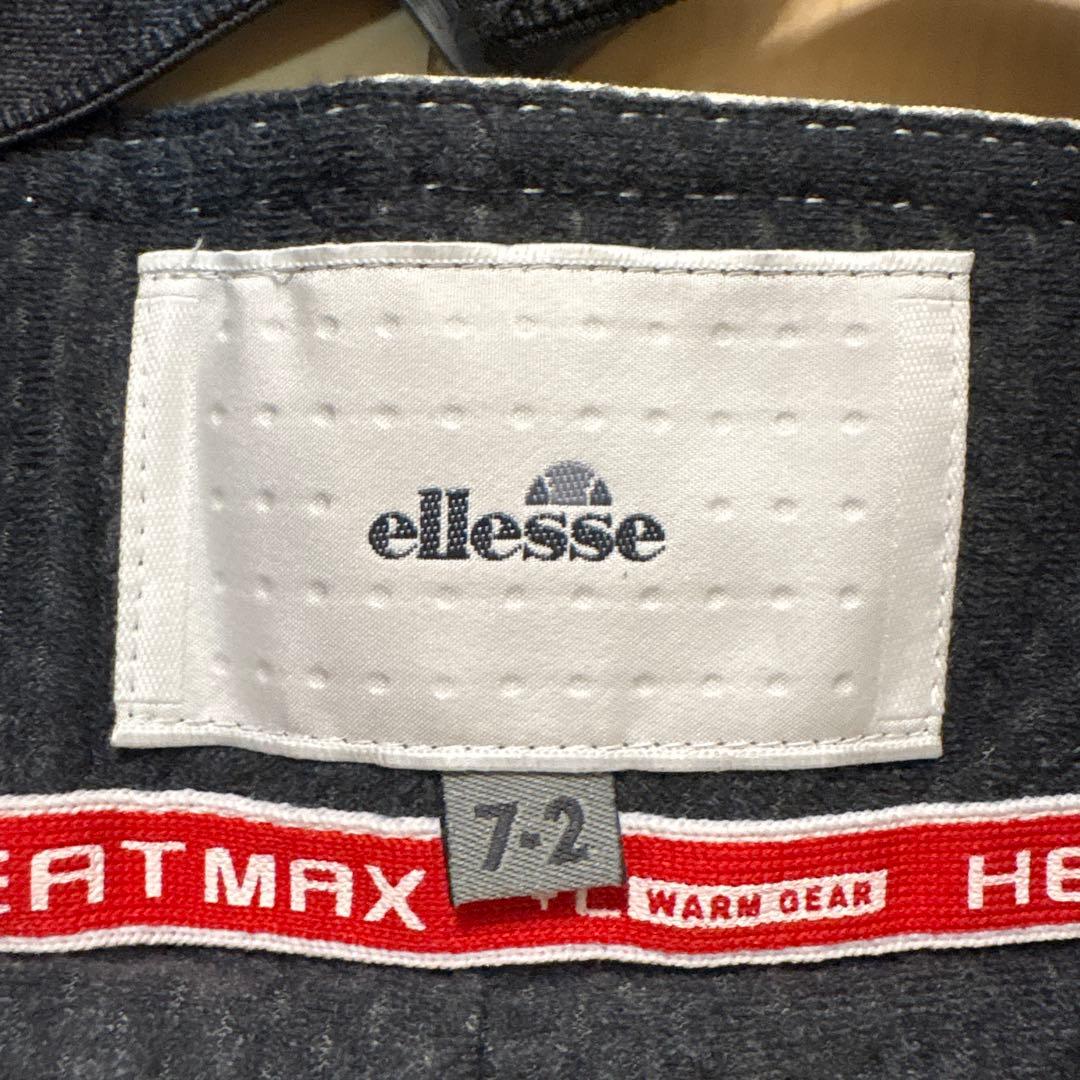 ellesse
7-2
EATMAX WARM GEAR HE